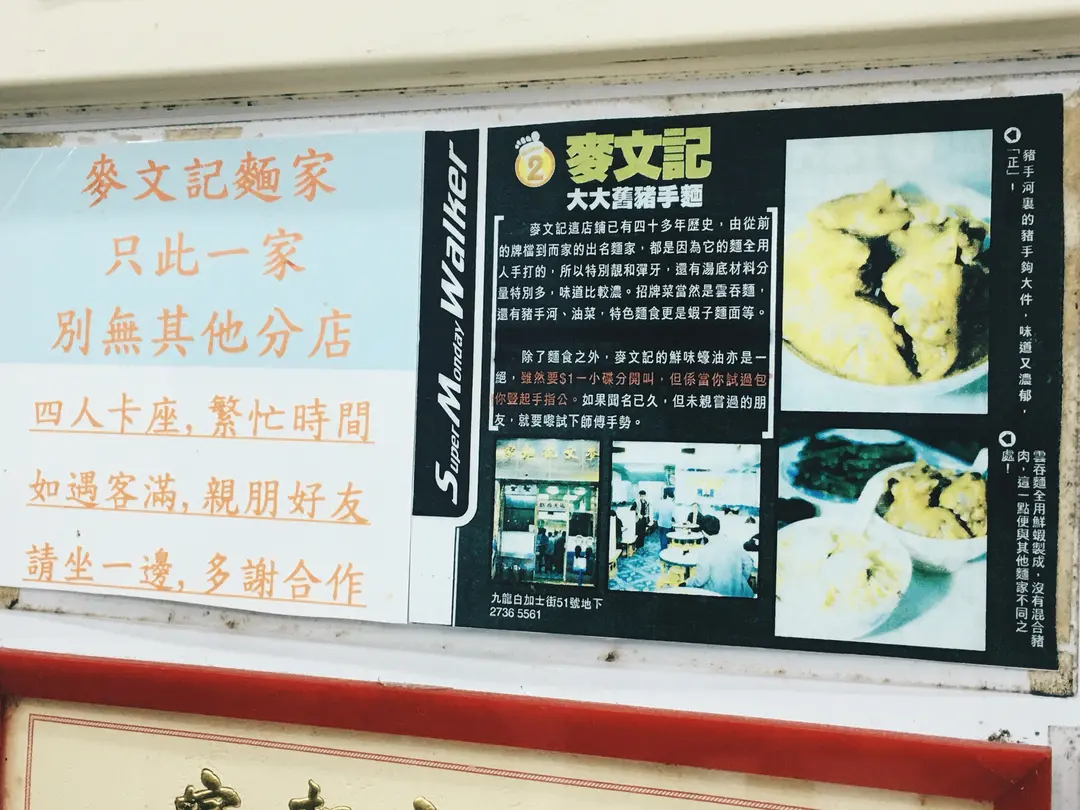 麥文記麵家
只此一家
別無其他分店
四人卡座, 繁忙時間
如遇客滿, 親朋好友
請坐一邊, 多謝合作
Super Monday Walker
2
麥文記
大大舊豬手麵
麥文記這店鋪已有四十多年歷史，由從前
的牌檔到而家的出名麵家，都是因為它的麵全用
人手打的，所以特別靚和彈牙，還有湯底材料分
量特別多，味道比較濃。招牌菜當然是雲吞麵，
還有豬手河、油菜，特色麵食更是蝦子麵面等。
除了麵食之外，麥文記的鮮味蠔油亦是一
絕，雖然要$1一小碟分開叫，但係當你試過包
你豎起手指公。如果聞名已久，但未親嘗過的朋
友，就要嚟試下師傅手勢。
九龍白加士街51號地下
2736 5561
豬手河裏的豬手夠大件，味道又濃郁，
「正」！
雲吞麵全用鮮蝦製成，沒有混合豬
肉，這一點便與其他麵家不同之
處！